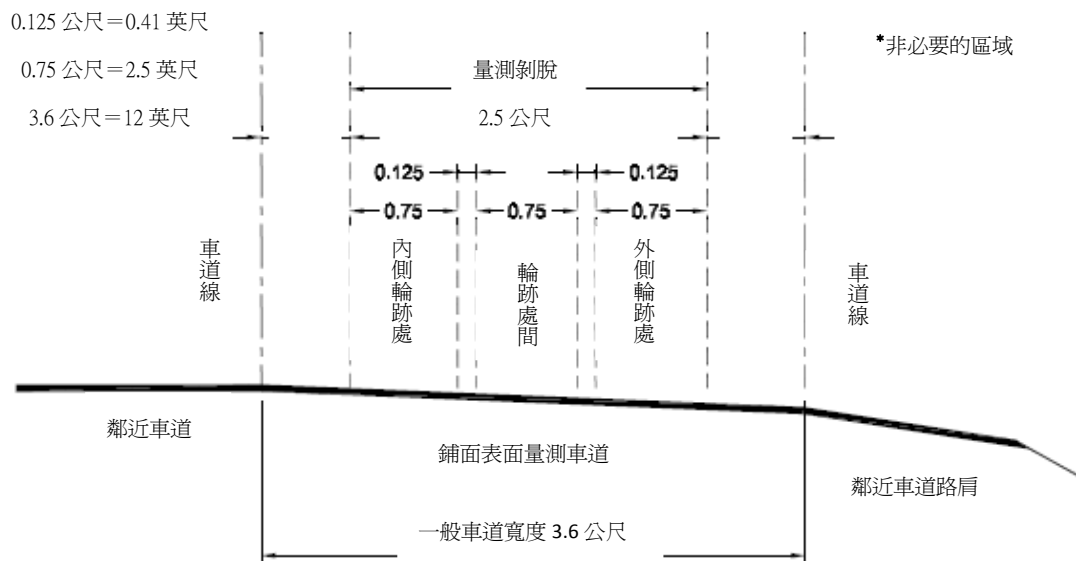 0.125 公尺＝0.41 英尺
0.75 公尺＝2.5 英尺
3.6 公尺＝12 英尺
*非必要的區域
量測剝脫
2.5 公尺
0.125
0.125
0.75
0.75
0.75
車道線
內側輪跡處
輪跡處間
外側輪跡處
車道線
鄰近車道
鋪面表面量測車道
鄰近車道路肩
一般車道寬度 3.6 公尺